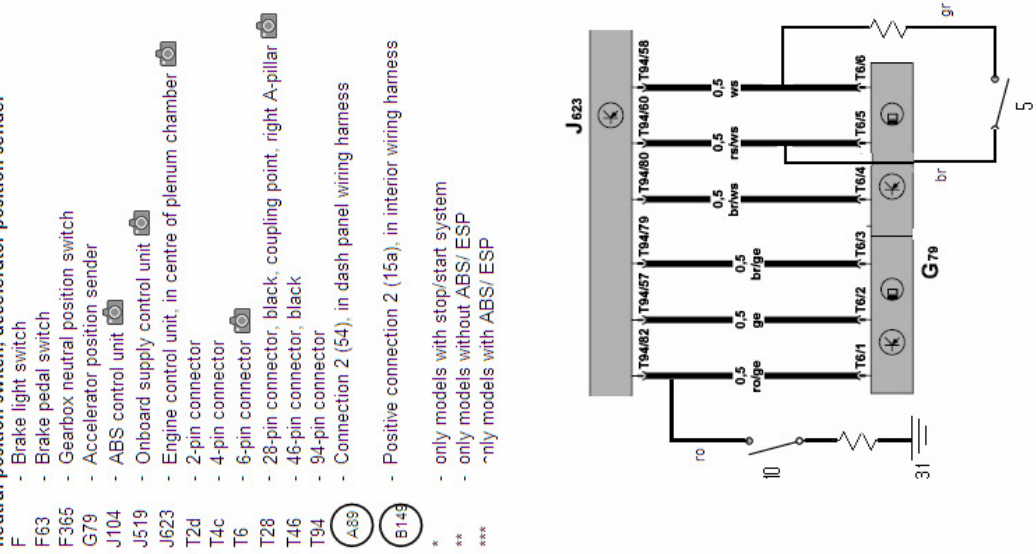 neutral position switch, accelerator position sender
F - Brake light switch
F63 - Brake pedal switch
F365 - Gearbox neutral position switch
G79 - Accelerator position sender
J104 - ABS control unit
J519 - Onboard supply control unit
J623 - Engine control unit, in centre of plenum chamber
T2d - 2-pin connector
T4c - 4-pin connector
T6 - 6-pin connector
T28 - 28-pin connector, black, coupling point, right A-pillar
T46 - 46-pin connector, black
T94 - 94-pin connector
A89 - Connection 2 (54), in dash panel wiring harness
B149 - Positive connection 2 (15a), in interior wiring harness
* - only models with stop/start system
** - only models without ABS/ ESP
*** - only models with ABS/ ESP
J623
T94/82 T94/57 T94/79 T94/80 T94/60 T94/58
0,5 0,5 0,5 0,5 0,5 0,5
ro/ge ge br/ge br/ws rs/ws ws
T6/1 T6/2 T6/3 T6/4 T6/5 T6/6
G79
ro
10
31
br
gr
5